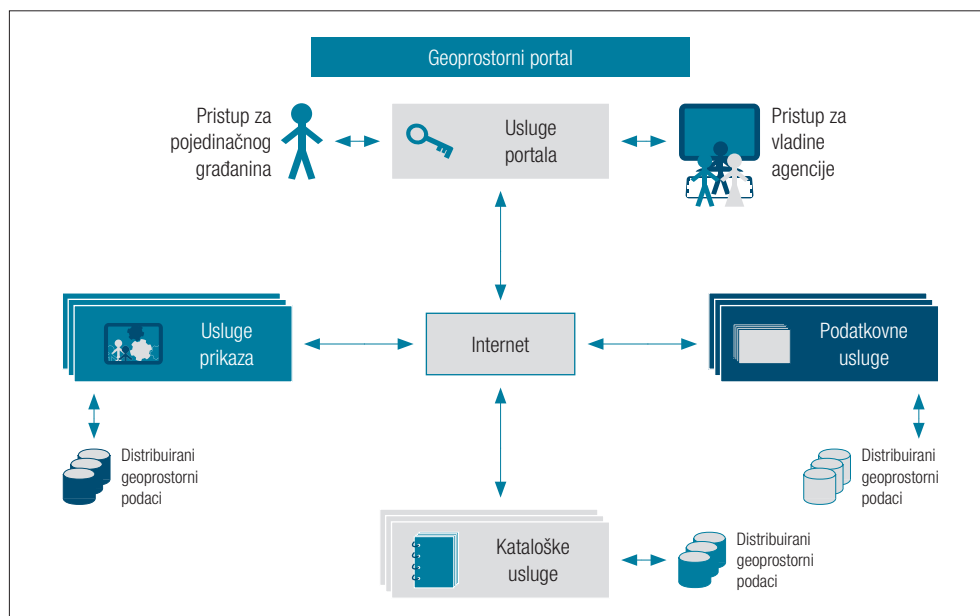 Geoprostorni portal
Pristup za
pojedinačnog
građanina
Usluge
portala
Pristup za
vladine
agencije
Usluge
prikaza
Internet
Podatkovne
usluge
Distribuirani
geoprostorni
podaci
Distribuirani
geoprostorni
podaci
Kataloške
usluge
Distribuirani
geoprostorni
podaci